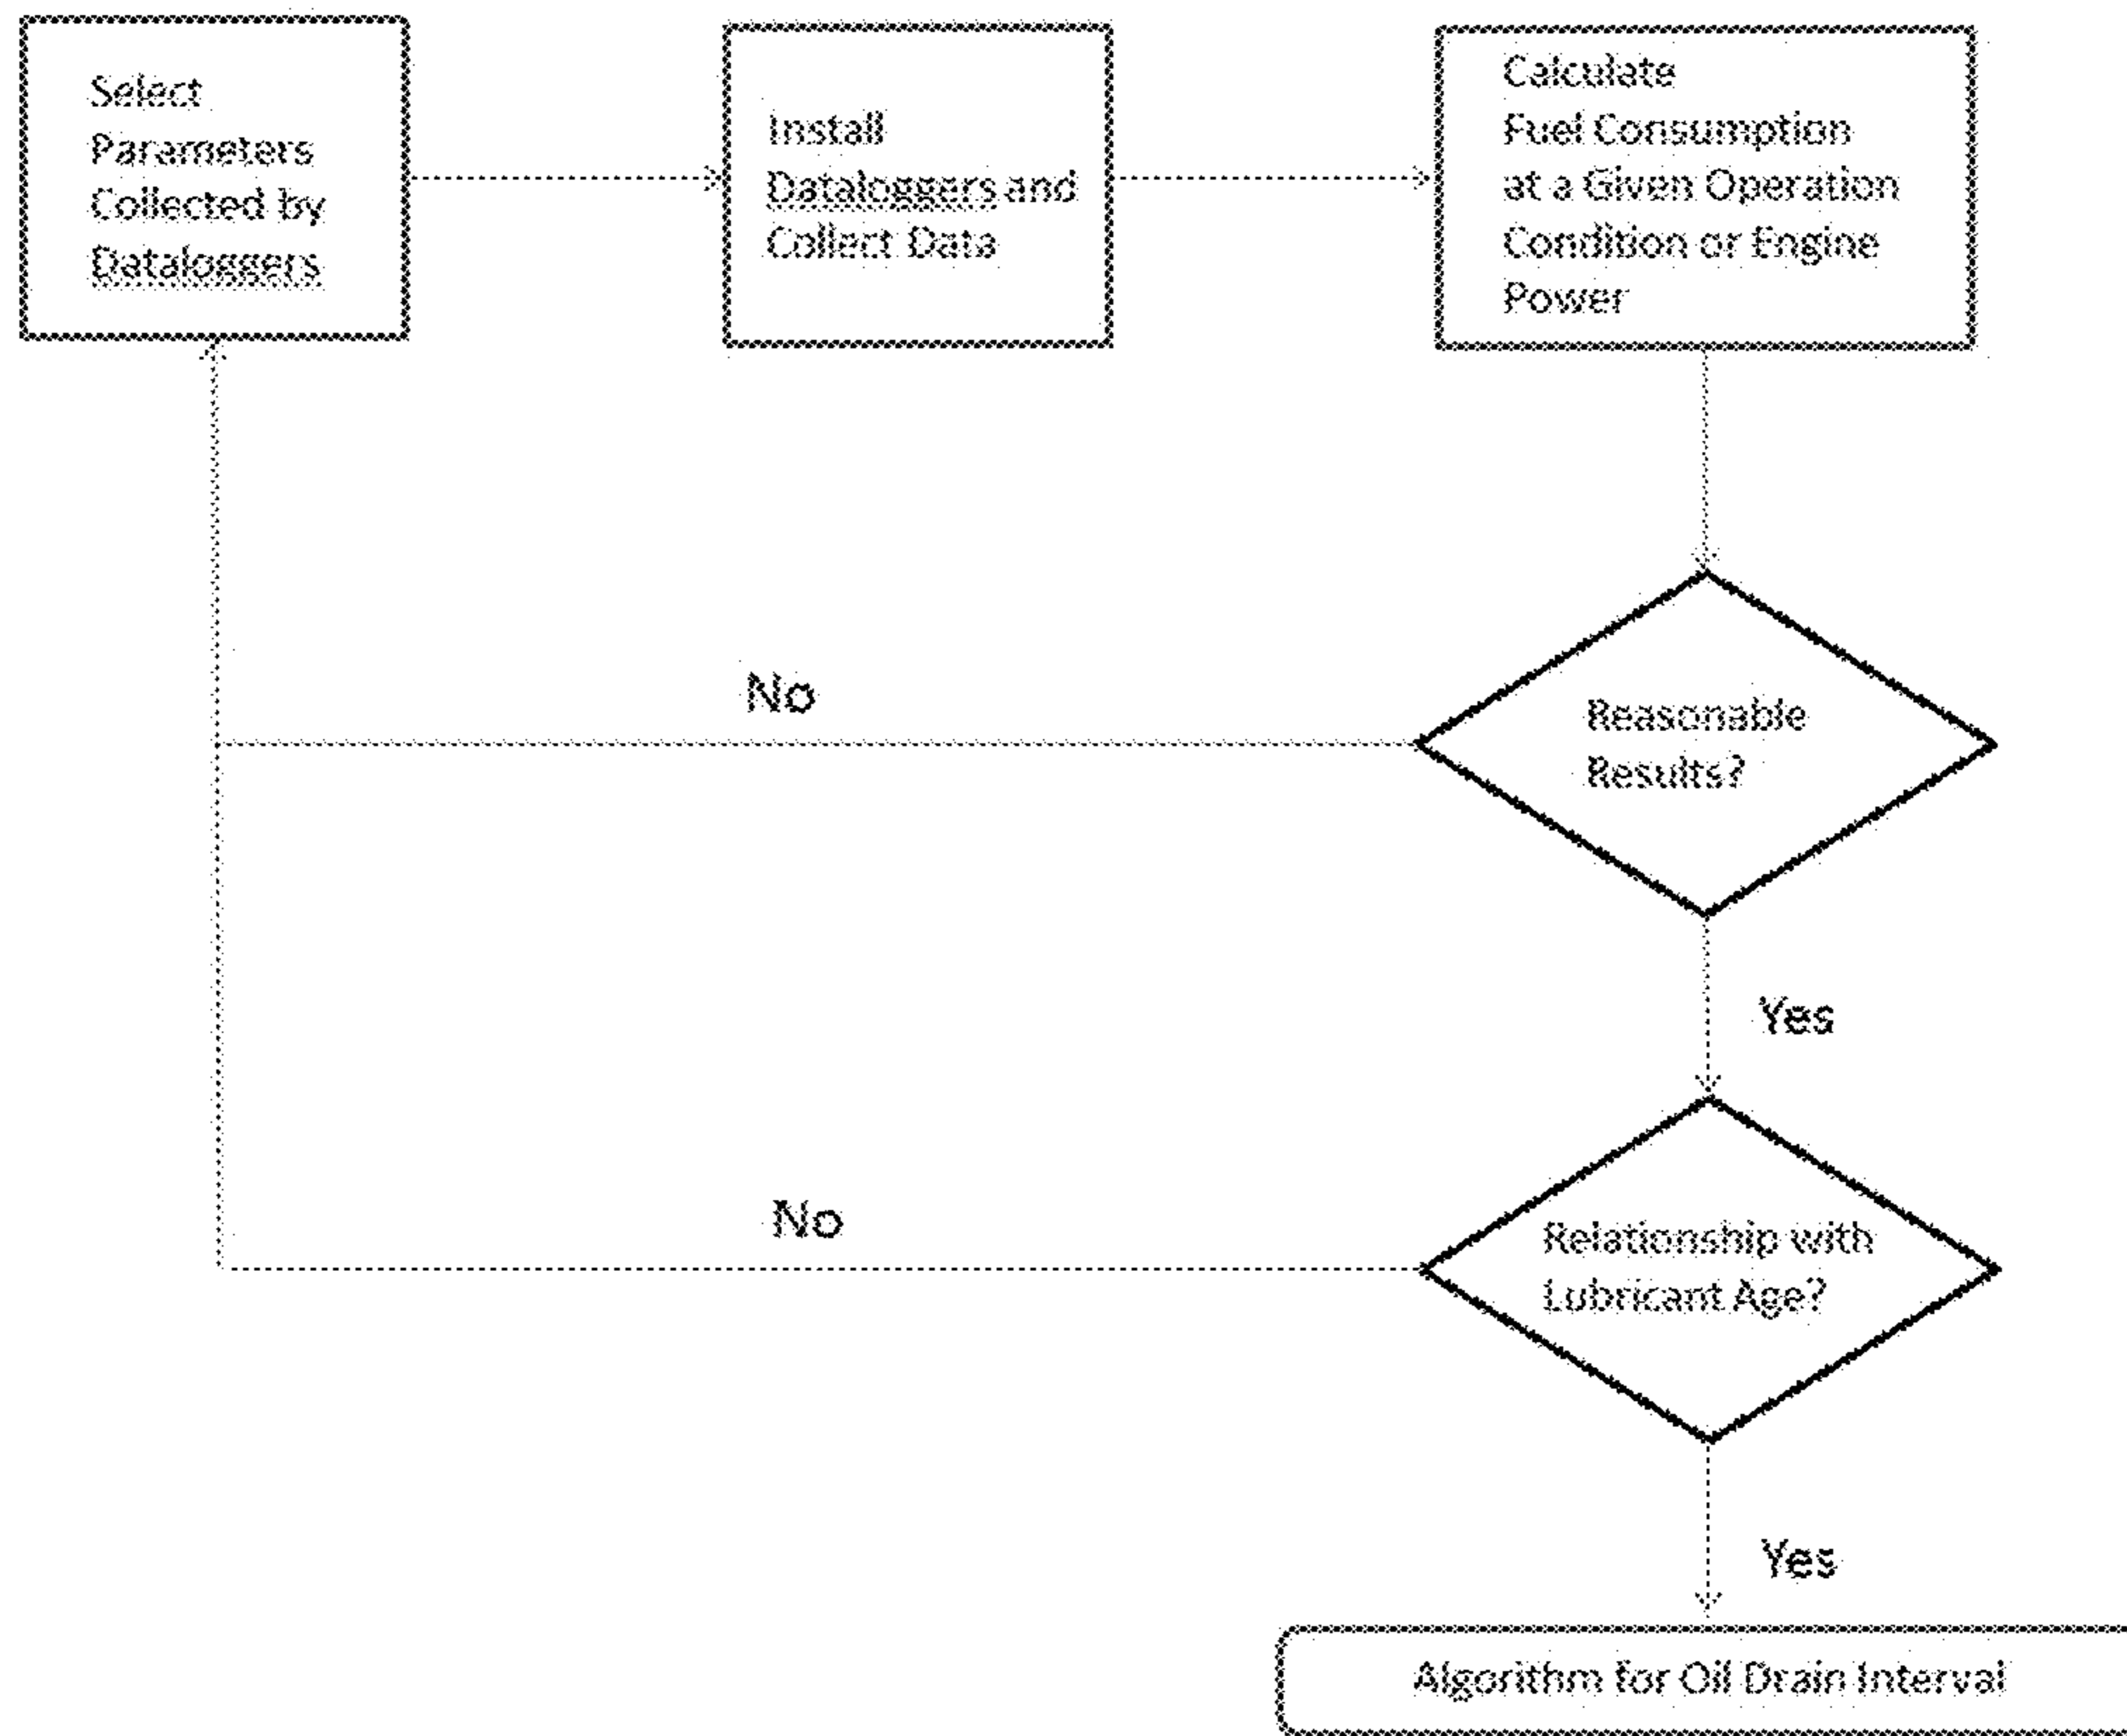 Select
Parameters
Collected by
Dataloggers
Install
Dataloggers and
Collect Data
Calculate
Fuel Consumption
at a Given Operation
Condition or Engine
Power
No
Reasonable
Results?
Yes
No
Relationship with
Lubricant Age?
Yes
Algorithm for Oil Drain Interval